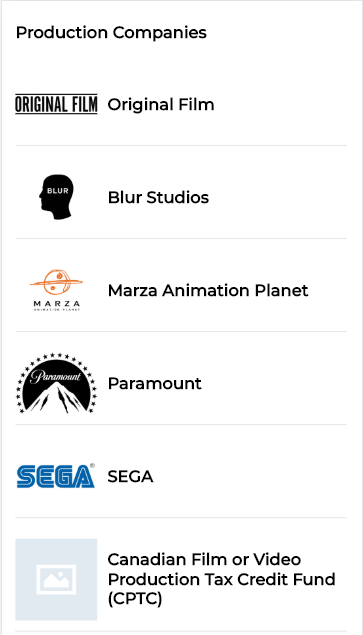 Production Companies
ORIGINAL FILM
Original Film
BLUR
Blur Studios
MARZA
ANIMATION PLANET
Marza Animation Planet
Paramount
Paramount
SEGA®
SEGA
Canadian Film or Video
Production Tax Credit Fund
(CPTC)